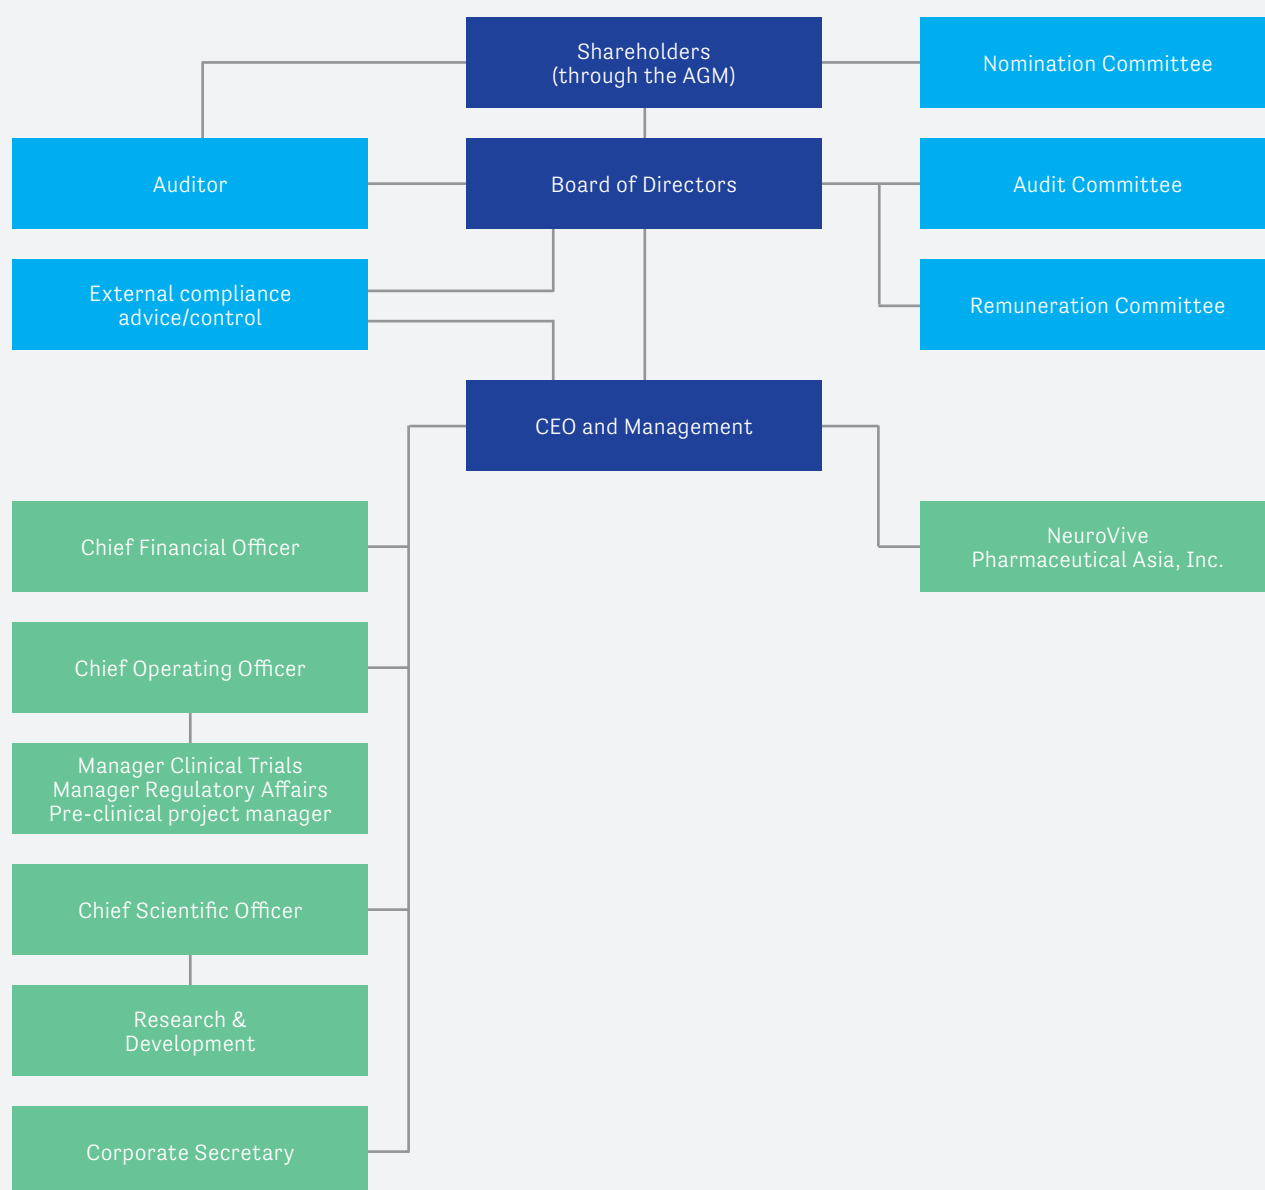 Shareholders
(through the AGM)
Nomination Committee
Auditor
Board of Directors
Audit Committee
External compliance
advice/control
Remuneration Committee
CEO and Management
Chief Financial Officer
NeuroVive
Pharmaceutical Asia, Inc.
Chief Operating Officer
Manager Clinical Trials
Manager Regulatory Affairs
Pre-clinical project manager
Chief Scientific Officer
Research &
Development
Corporate Secretary